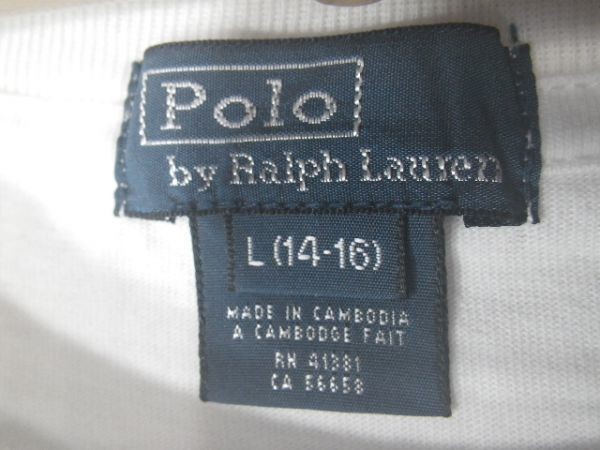 Polo
by Ralph Lauren
L (14-16)
MADE IN CAMBODIA
A CAMBODGE FAIT
RN 41381
CA 56658